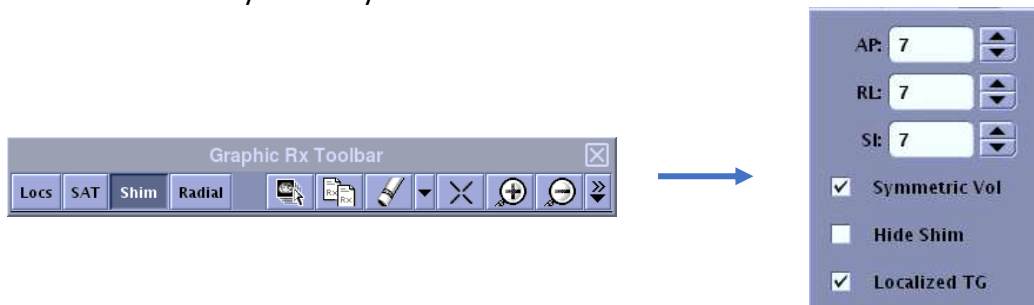 Graphic Rx Toolbar
Locs SAT Shim Radial
AP: 7
RL: 7
SI: 7
Symmetric Vol
Hide Shim
Localized TG